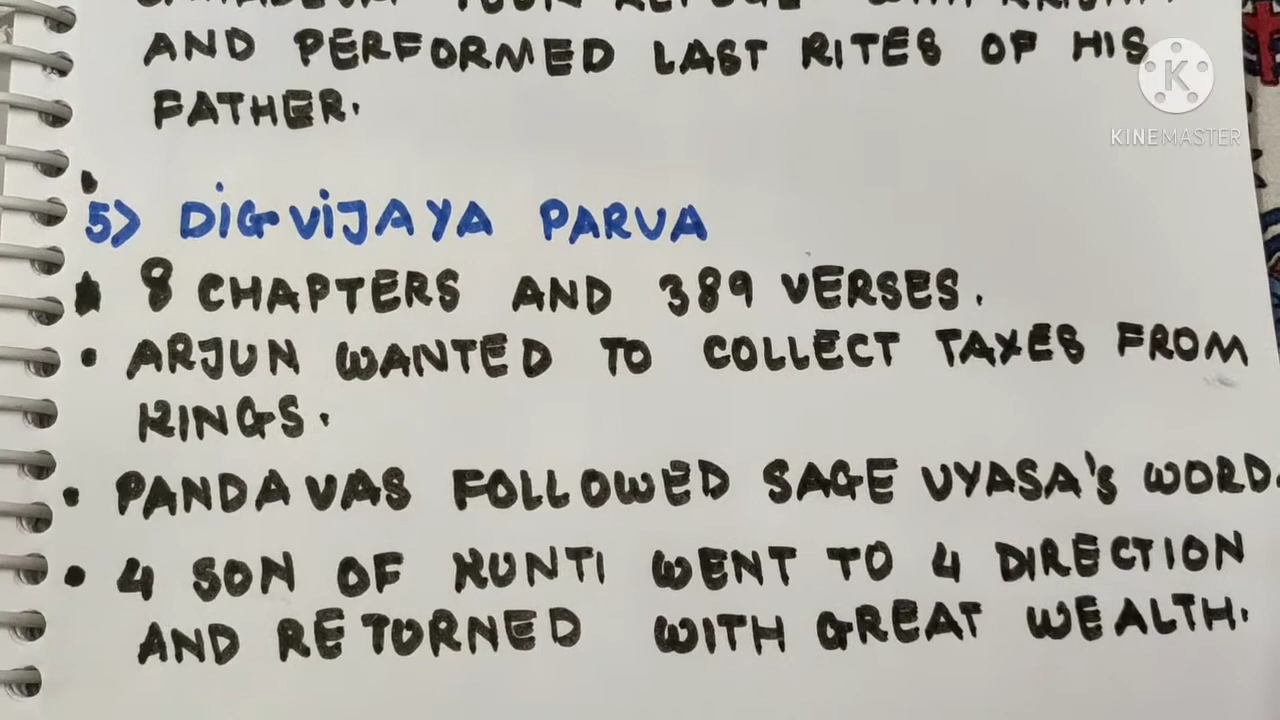 AND PERFORMED LAST RITES OF HIS
FATHER.
KINEMASTER
5) DIGVIJAYA PARVA
8 CHAPTERS AND 389 VERSES.
• ARJUN WANTED TO COLLECT TAXES FROM
KINGS.
• PANDAVAS FOLLOWED SAGE VYASA'S WORD.
• 4 SON OF KUNTI WENT TO 4 DIRECTION
AND RETORNED WITH GREAT WEALTH.